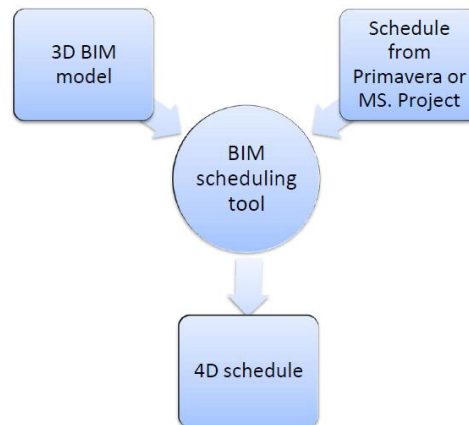 3D BIM
model
Schedule
from
Primavera or
MS. Project
BIM
scheduling
tool
4D schedule